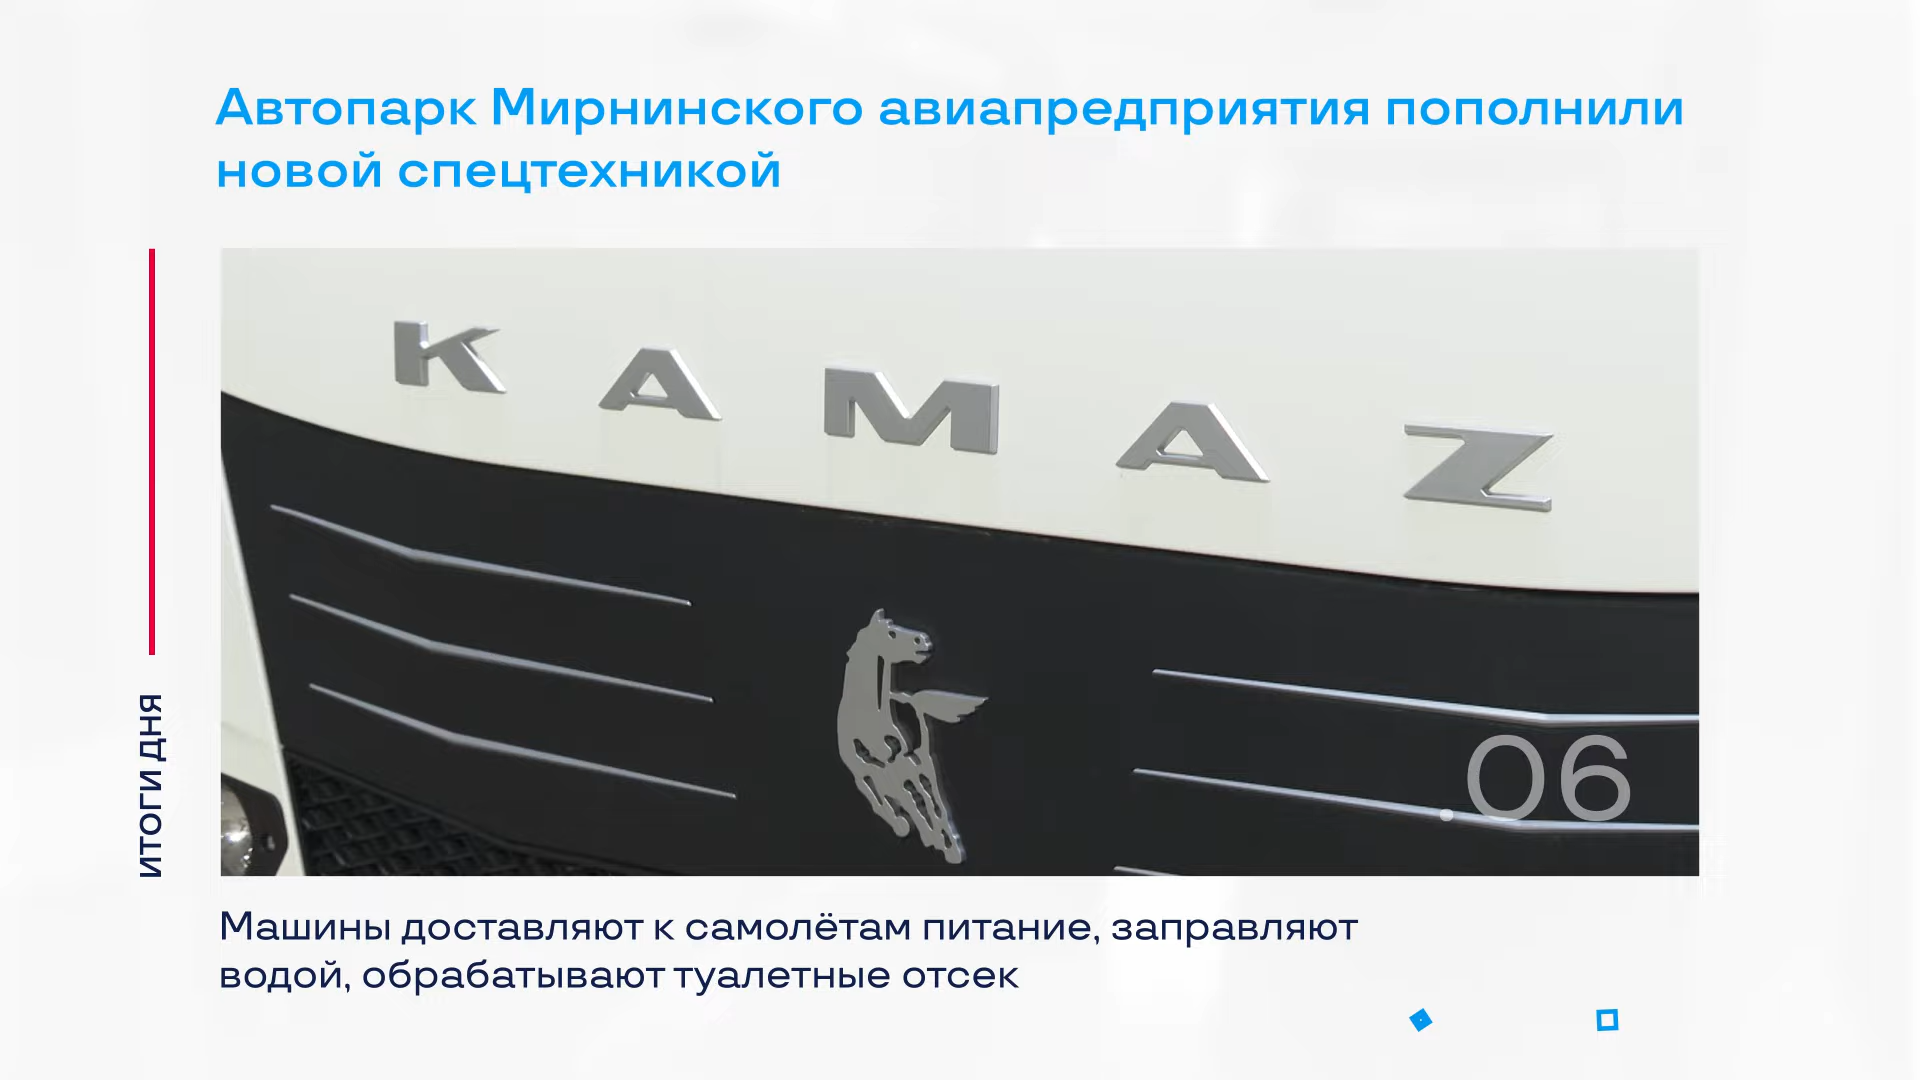 Автопарк Мирнинского авиапредприятия пополнили
новой спецтехникой
KAMAZ
.06
ИТОГИ ДНЯ
Машины доставляют к самолётам питание, заправляют
водой, обрабатывают туалетные отсек